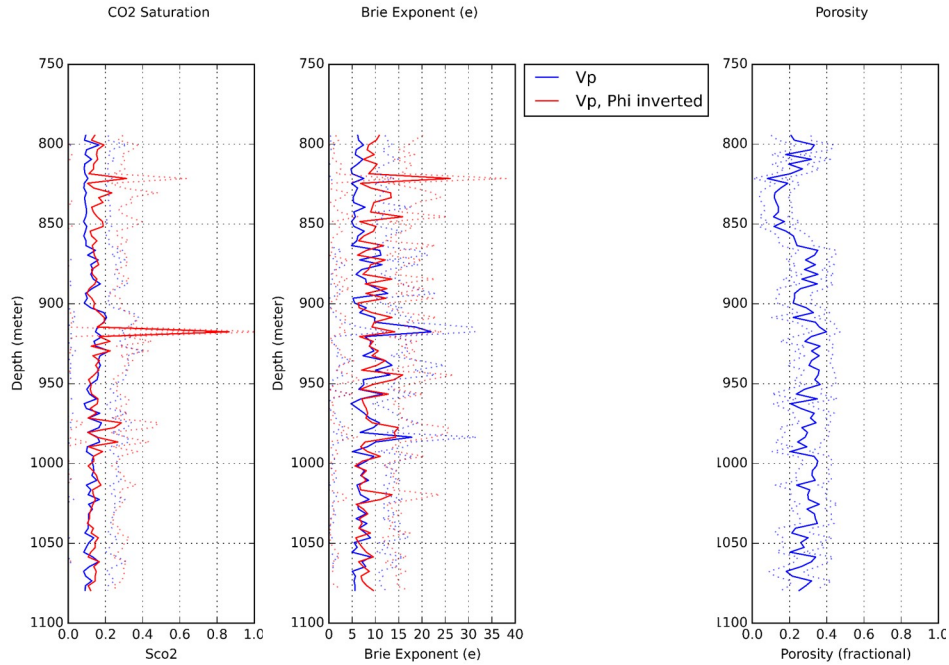 CO2 Saturation
Brie Exponent (e)
Porosity
Vp
Vp, Phi inverted
Depth (meter)
750
800
850
900
950
1000
1050
1100
0.0 0.2 0.4 0.6 0.8 1.0
Sco2
Depth (meter)
750
800
850
900
950
1000
1050
1100
0 5 10 15 20 25 30 35 40
Brie Exponent (e)
Depth (meter)
750
800
850
900
950
1000
1050
1100
0.0 0.2 0.4 0.6 0.8 1.0
Porosity (fractional)